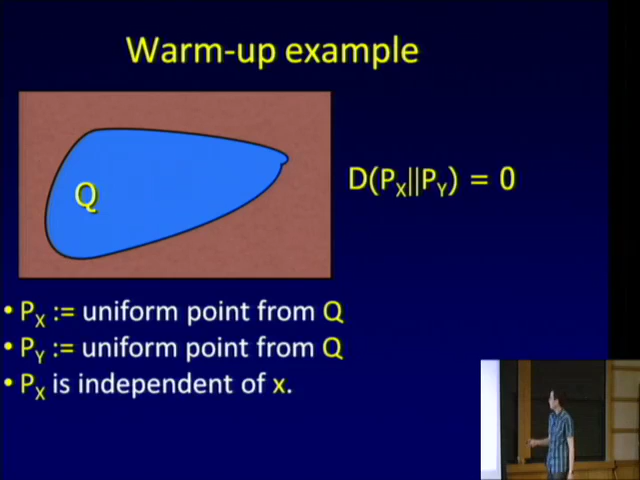 Warm-up example
Q
D(P_X||P_Y) = 0
• P_X := uniform point from Q
• P_Y := uniform point from Q
• P_X is independent of x.